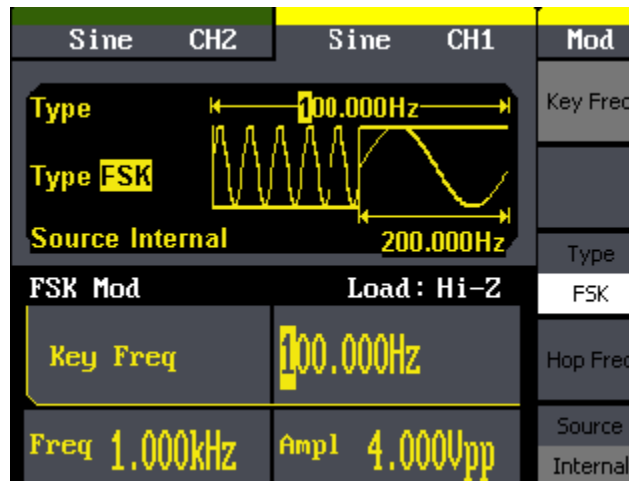 Sine CH2 Sine CH1 Mod
Type 100.000Hz Key Freq
Type FSK
Source Internal 200.000Hz
Type
FSK Mod Load: Hi-Z FSK
Key Freq 100.000Hz Hop Freq
Source
Freq 1.000kHz Ampl 4.000Vpp
Internal